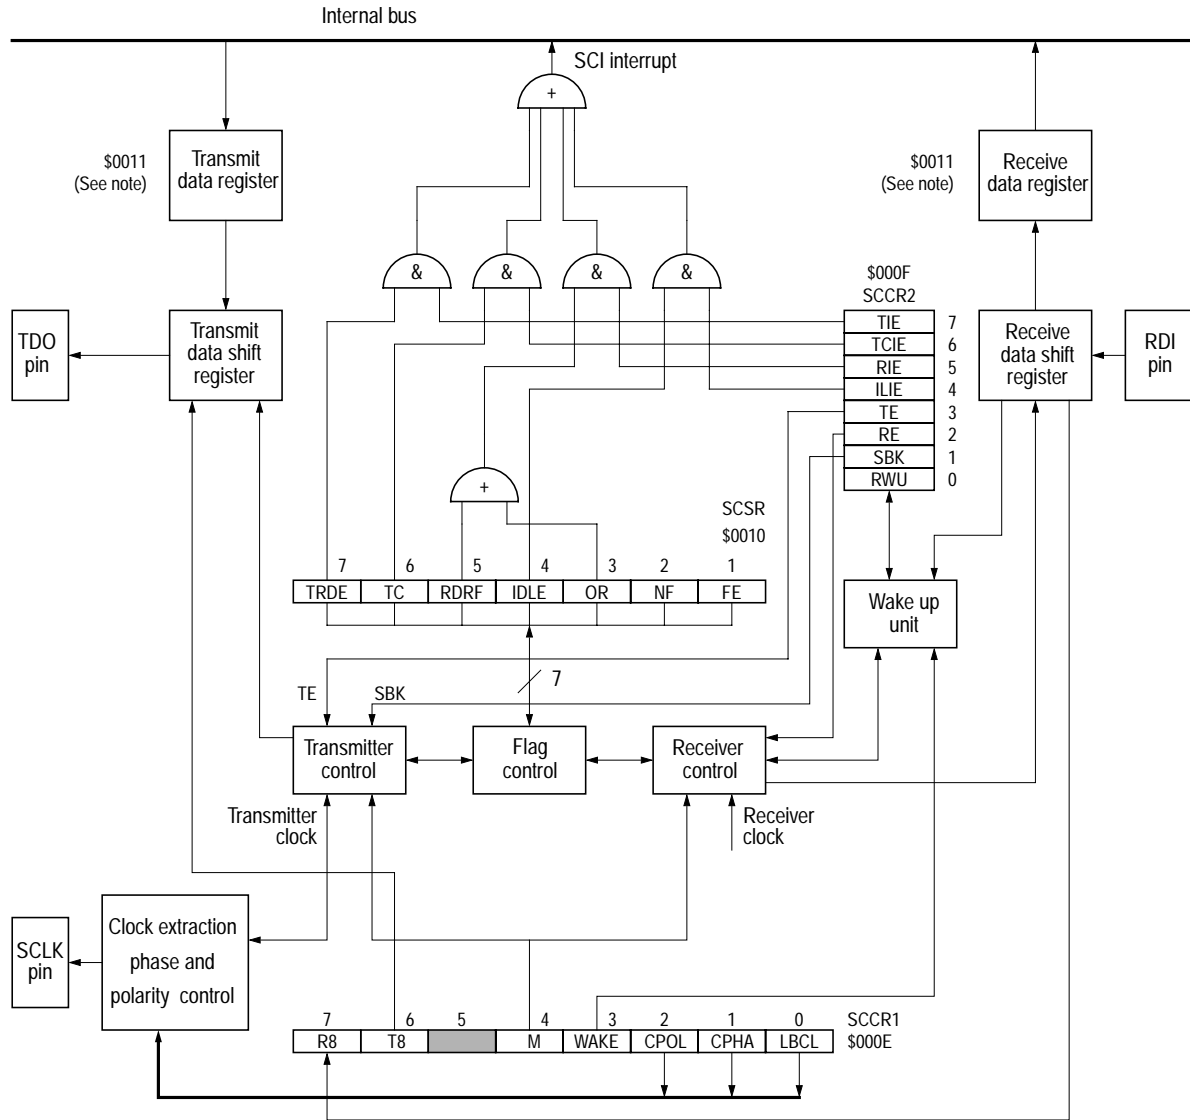 Internal bus
SCI interrupt
+
$0011
(See note)
Transmit
data register
$0011
(See note)
Receive
data register
&
&
&
&
$000F
SCCR2
TDO
pin
Transmit
data shift
register
TIE 7
TCIE 6
RIE 5
ILIE 4
TE 3
RE 2
SBK 1
RWU 0
Receive
data shift
register
RDI
pin
+
SCSR
$0010
7 6 5 4 3 2 1
TRDE TC RDRF IDLE OR NF FE
Wake up
unit
7
TE SBK
Transmitter
control
Flag
control
Receiver
control
Transmitter
clock
Receiver
clock
SCLK
pin
Clock extraction
phase and
polarity control
7 6 5 4 3 2 1 0 SCCR1
R8 T8 M WAKE CPOL CPHA LBCL $000E